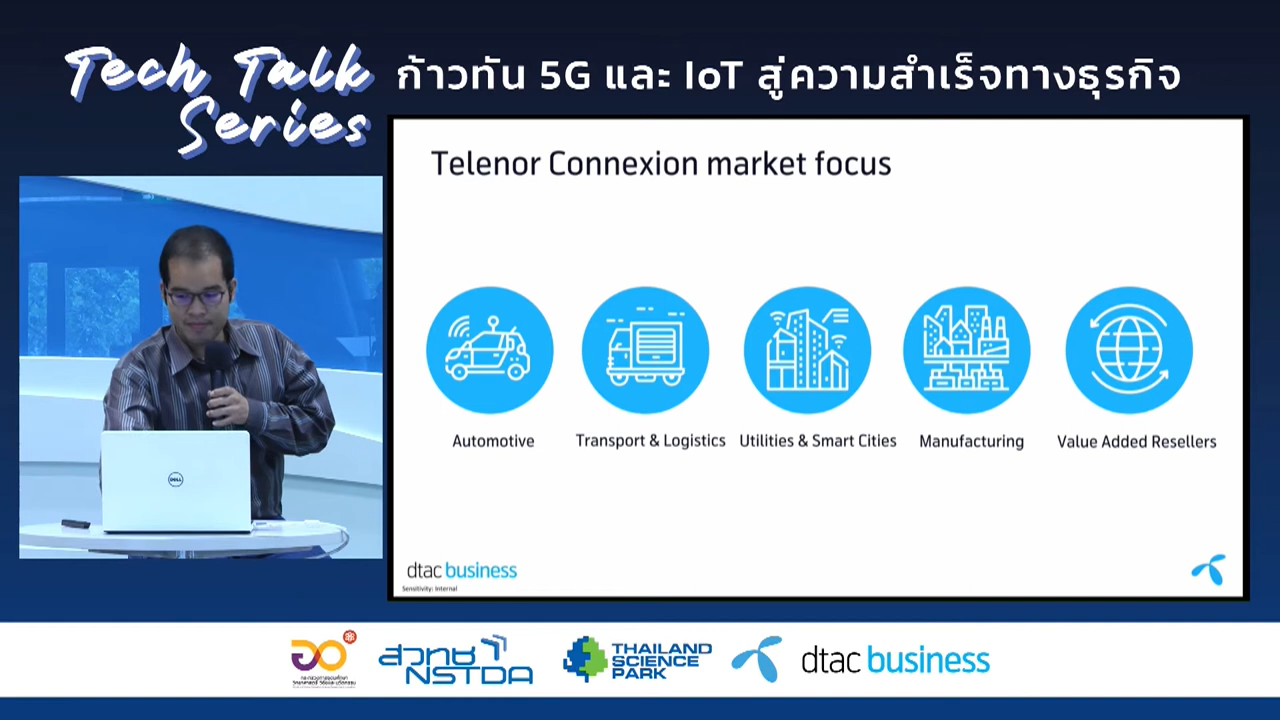 Tech Talk
Series
ก้าวทัน 5G และ IoT สู่ความสำเร็จทางธุรกิจ
Telenor Connexion market focus
Automotive
Transport & Logistics
Utilities & Smart Cities
Manufacturing
Value Added Resellers
dtac business
Sensitivity: Internal
DELL
สวทช
NSTDA
THAILAND
SCIENCE
PARK
dtac business